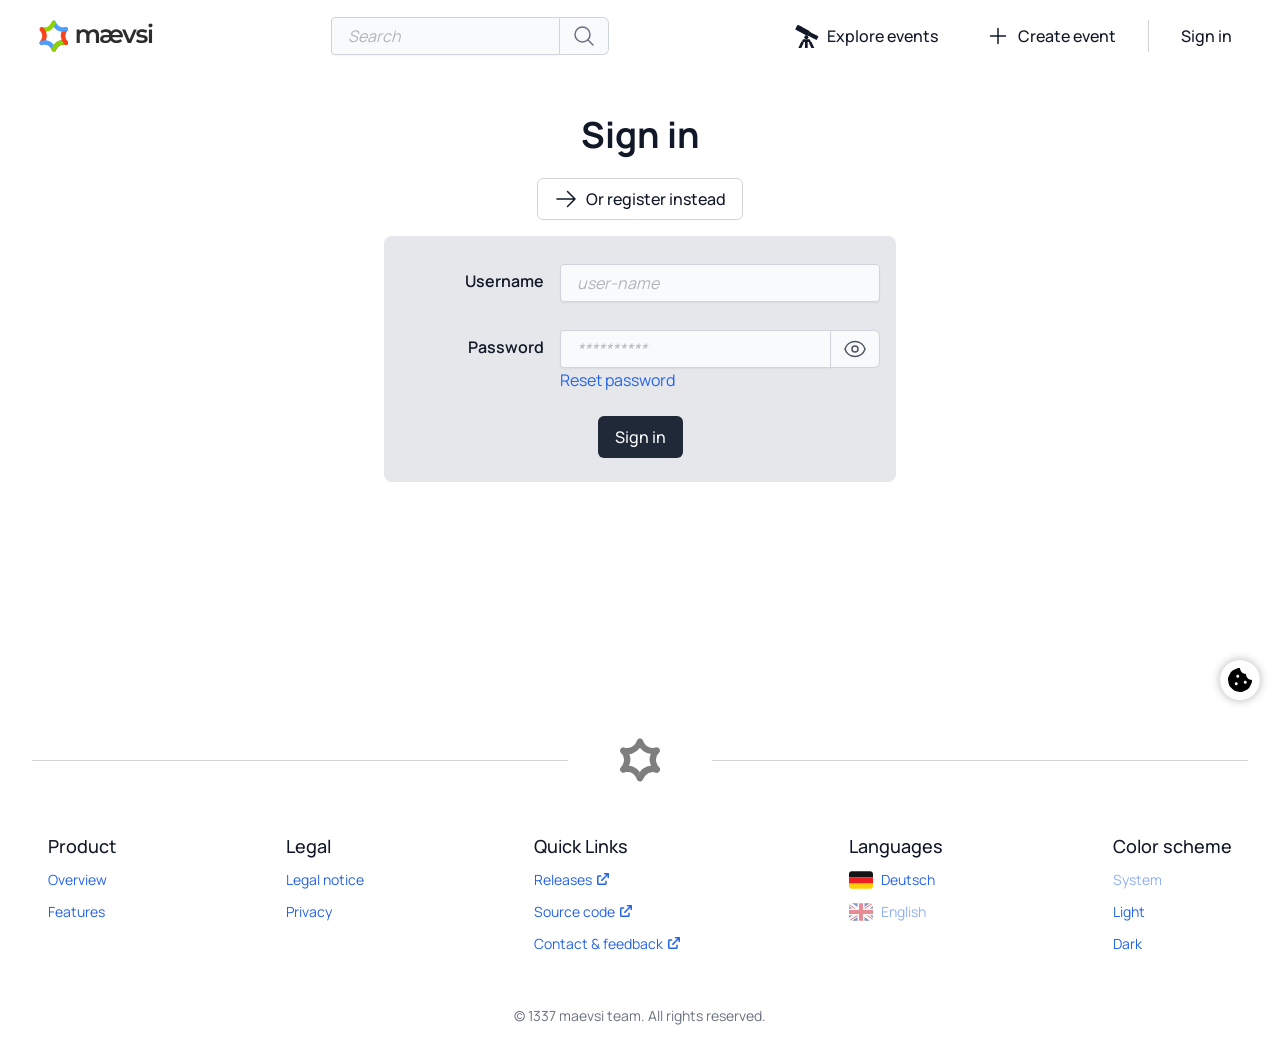 mævsi
Search
Explore events
Create event
Sign in
Sign in
Or register instead
Username
user-name
Password
**********
Reset password
Sign in
Product
Overview
Features
Legal
Legal notice
Privacy
Quick Links
Releases
Source code
Contact & feedback
Languages
Deutsch
English
Color scheme
System
Light
Dark
© 1337 maevsi team. All rights reserved.